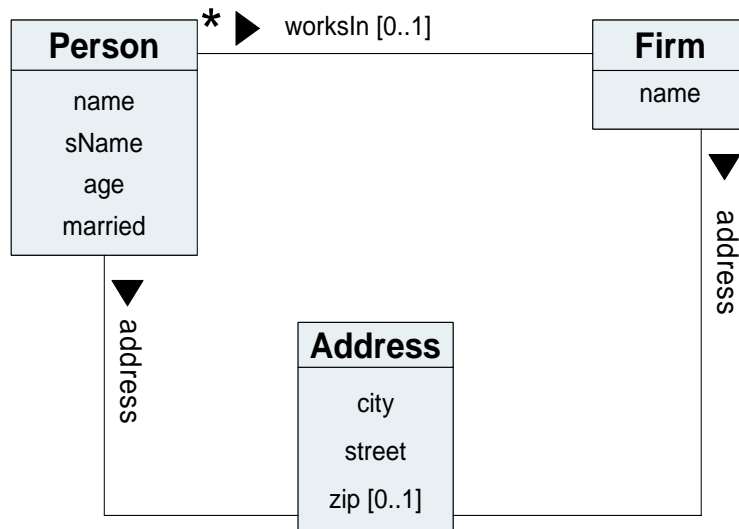 * worksIn [0..1]
Person
name
sName
age
married
Firm
name
address
address
Address
city
street
zip [0..1]